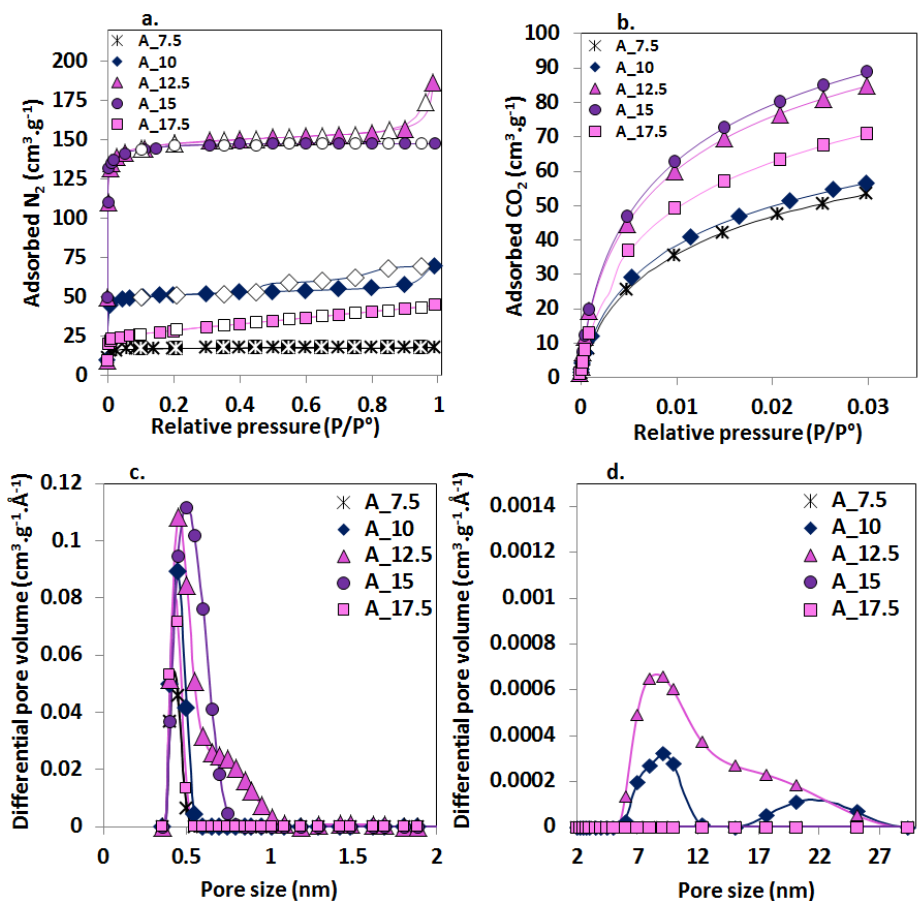 a.
A_7.5
A_10
A_12.5
A_15
A_17.5
200
175
150
125
100
75
50
25
0
Adsorbed N₂ (cm³·g⁻¹)
0 0.2 0.4 0.6 0.8 1
Relative pressure (P/P°)
b.
A_7.5
A_10
A_12.5
A_15
A_17.5
100
90
80
70
60
50
40
30
20
10
0
Adsorbed CO₂ (cm³·g⁻¹)
0 0.01 0.02 0.03
Relative pressure (P/P°)
c.
A_7.5
A_10
A_12.5
A_15
A_17.5
0.12
0.1
0.08
0.06
0.04
0.02
0
Differential pore volume (cm³·g⁻¹·Å⁻¹)
0 0.5 1 1.5 2
Pore size (nm)
d.
A_7.5
A_10
A_12.5
A_15
A_17.5
0.0014
0.0012
0.001
0.0008
0.0006
0.0004
0.0002
0
Differential pore volume (cm³·g⁻¹·Å⁻¹)
2 7 12 17 22 27
Pore size (nm)